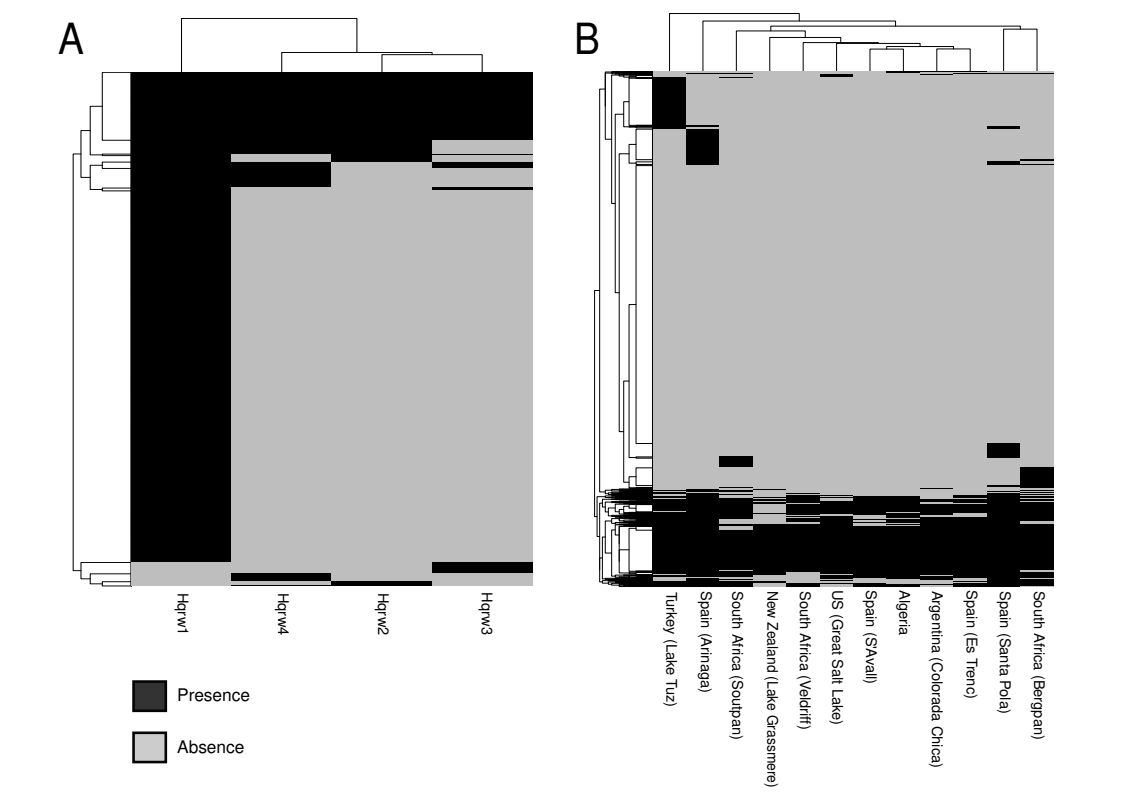 A
B
Hqrw1
Hqrw4
Hqrw2
Hqrw3
Turkey (Lake Tuz)
Spain (Arinaga)
South Africa (Soutpan)
New Zealand (Lake Grassmere)
South Africa (Veldriff)
US (Great Salt Lake)
Spain (S'Avall)
Algeria
Argentina (Colorada Chica)
Spain (Es Trenc)
Spain (Santa Pola)
South Africa (Bergpan)
Presence
Absence